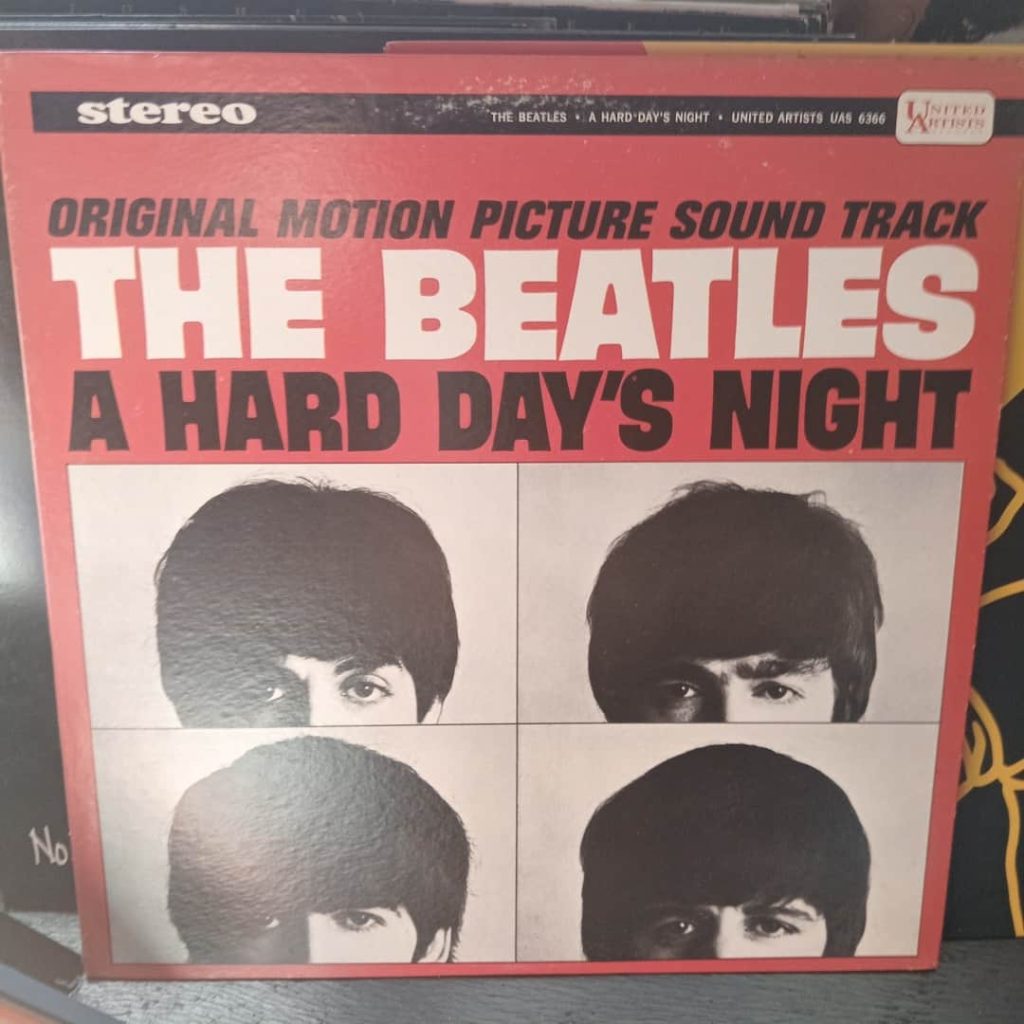 stereo
THE BEATLES • A HARD DAY'S NIGHT • UNITED ARTISTS UAS 6366
UNITED
ARTISTS
ORIGINAL MOTION PICTURE SOUND TRACK
THE BEATLES
A HARD DAY'S NIGHT
No